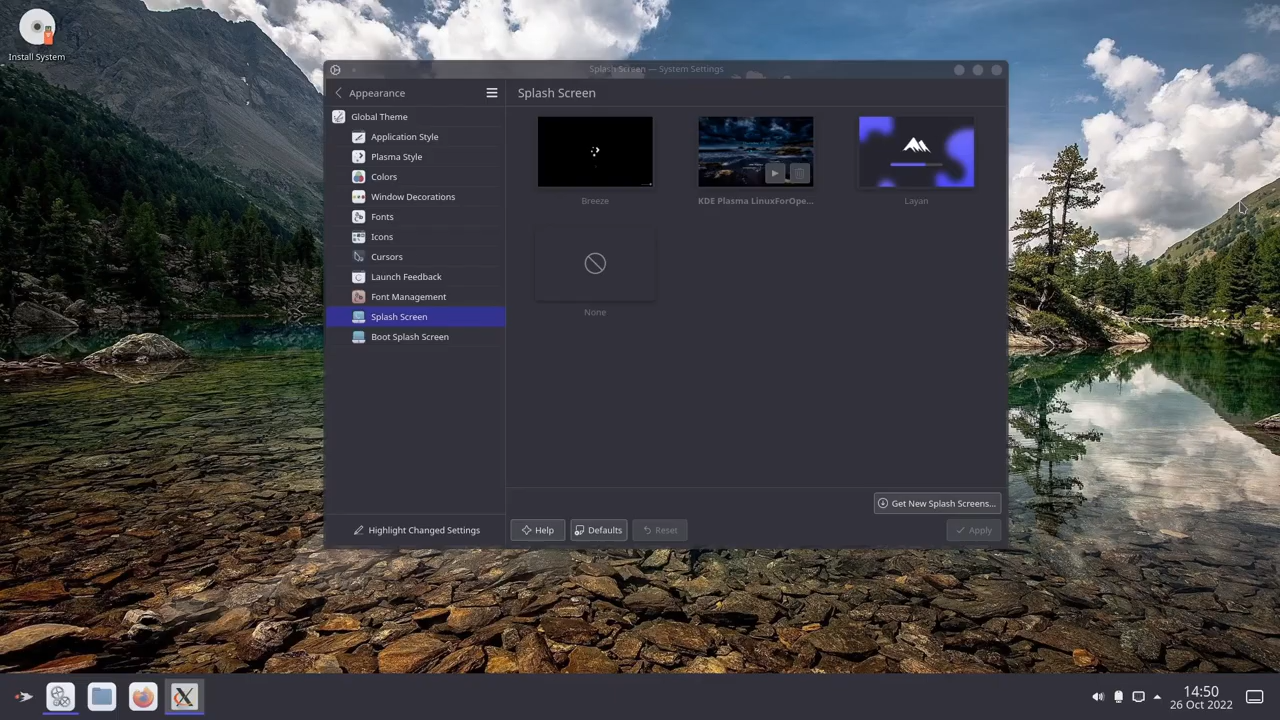 Install System
Splash Screen — System Settings
Appearance
Splash Screen
Global Theme
Application Style
Plasma Style
Colors
Window Decorations
Fonts
Icons
Cursors
Launch Feedback
Font Management
Splash Screen
Boot Splash Screen
Breeze
KDE Plasma LinuxForOpe...
Layan
None
Get New Splash Screens...
Highlight Changed Settings
Help
Defaults
Reset
Apply
14:50
26 Oct 2022